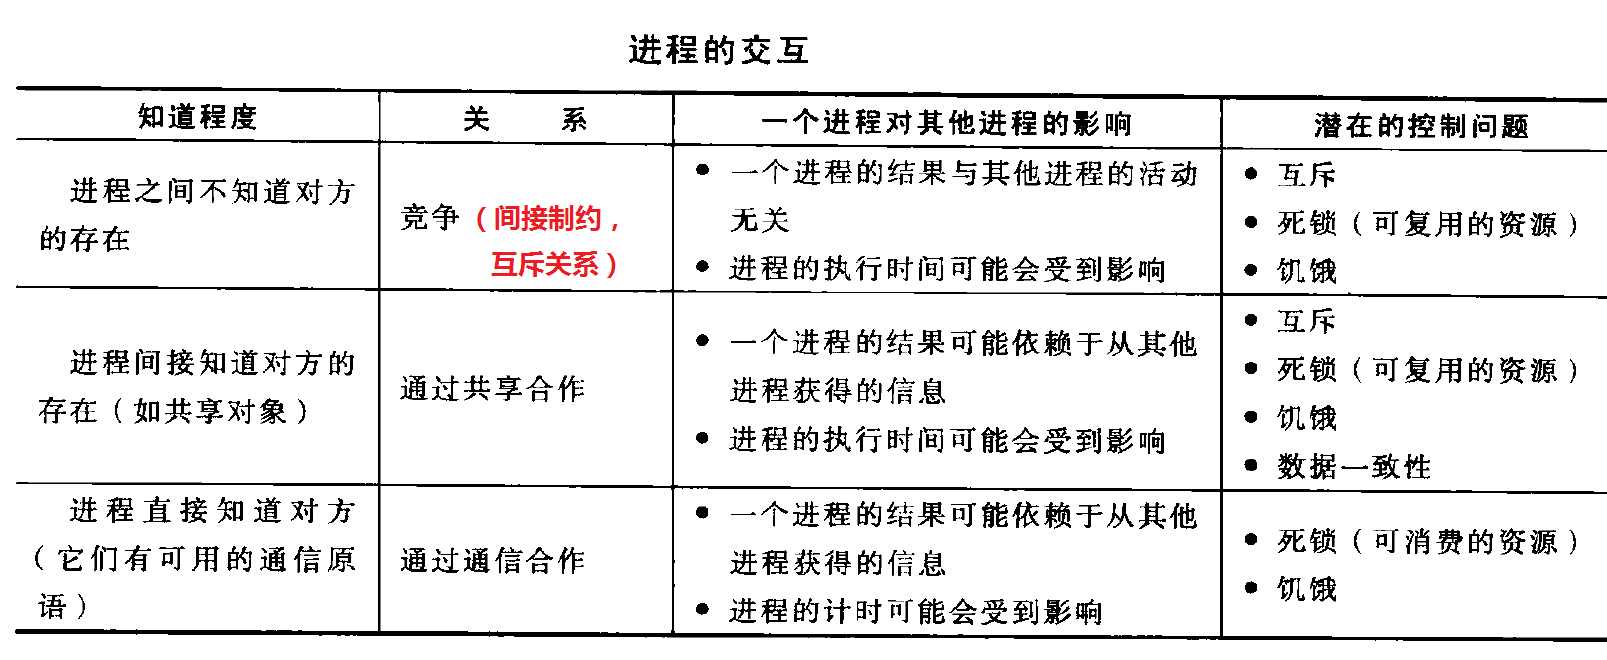 进程的交互
知道程度
关 系
一个进程对其他进程的影响
潜在的控制问题
进程之间不知道对方
的存在
竞争（间接制约，
互斥关系）
● 一个进程的结果与其他进程的活动
无关
● 进程的执行时间可能会受到影响
● 互斥
● 死锁（可复用的资源）
● 饥饿
进程间接知道对方的
存在（如共享对象）
通过共享合作
● 一个进程的结果可能依赖于从其他
进程获得的信息
● 进程的执行时间可能会受到影响
● 互斥
● 死锁（可复用的资源）
● 饥饿
● 数据一致性
进程直接知道对方
（它们有可用的通信原
语）
通过通信合作
● 一个进程的结果可能依赖于从其他
进程获得的信息
● 进程的计时可能会受到影响
● 死锁（可消费的资源）
● 饥饿